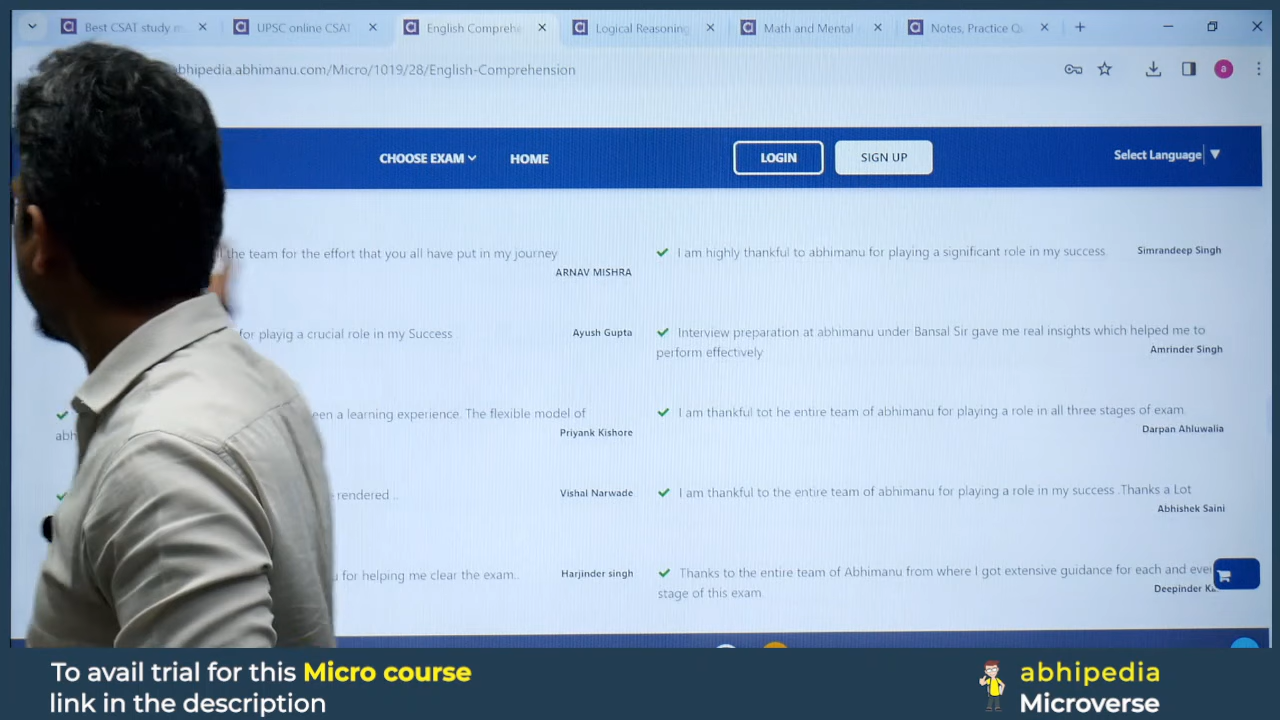 Best CSAT study m
UPSC online CSAT
English Comprehe
Logical Reasoning
Math and Mental
Notes, Practice Q
abhipedia.abhimanu.com/Micro/1019/28/English-Comprehension
a
CHOOSE EXAM
HOME
LOGIN
SIGN UP
Select Language
the team for the effort that you all have put in my journey
ARNAV MISHRA
I am highly thankful to abhimanu for playing a significant role in my success.
Simrandeep Singh
for playig a crucial role in my Success
Ayush Gupta
Interview preparation at abhimanu under Bansal Sir gave me real insights which helped me to
perform effectively
Amrinder Singh
een a learning experience. The flexible model of
abh
Priyank Kishore
I am thankful tot he entire team of abhimanu for playing a role in all three stages of exam.
Darpan Ahluwalia
rendered ..
Vishal Narwade
I am thankful to the entire team of abhimanu for playing a role in my success .Thanks a Lot
Abhishek Saini
for helping me clear the exam..
Harjinder singh
Thanks to the entire team of Abhimanu from where I got extensive guidance for each and eve
stage of this exam
Deepinder K
To avail trial for this Micro course
link in the description
abhipedia
Microverse